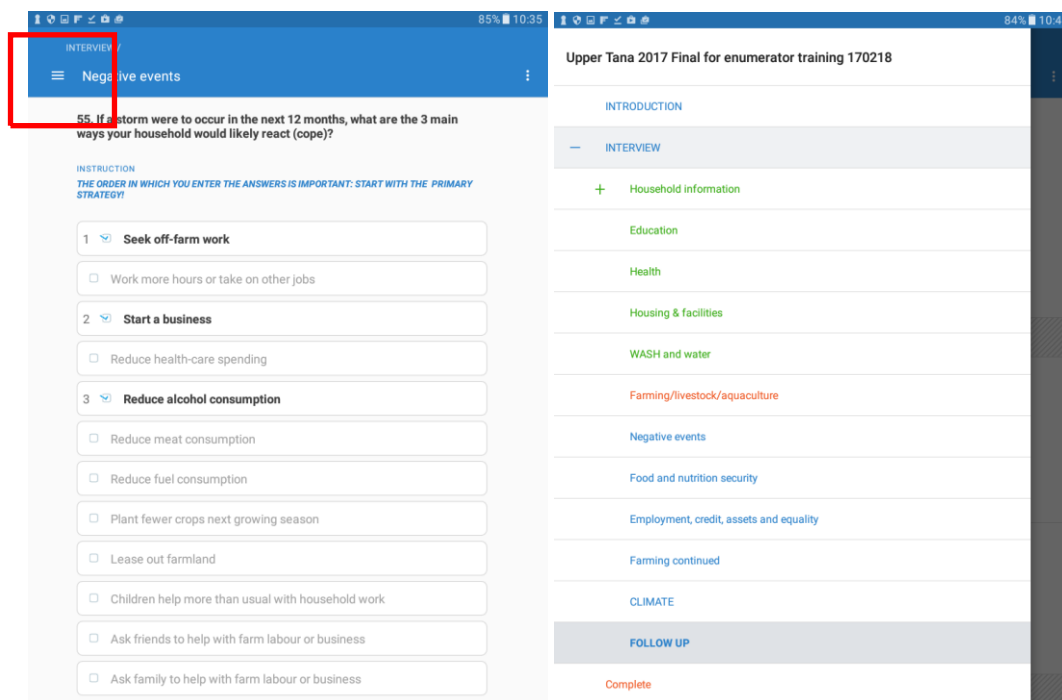 85% 10:35
INTERVIEW /
Negative events
55. If a storm were to occur in the next 12 months, what are the 3 main
ways your household would likely react (cope)?
INSTRUCTION
THE ORDER IN WHICH YOU ENTER THE ANSWERS IS IMPORTANT: START WITH THE PRIMARY
STRATEGY!
1 Seek off-farm work
Work more hours or take on other jobs
2 Start a business
Reduce health-care spending
3 Reduce alcohol consumption
Reduce meat consumption
Reduce fuel consumption
Plant fewer crops next growing season
Lease out farmland
Children help more than usual with household work
Ask friends to help with farm labour or business
Ask family to help with farm labour or business
84% 10:4
Upper Tana 2017 Final for enumerator training 170218
INTRODUCTION
— INTERVIEW
+ Household information
Education
Health
Housing & facilities
WASH and water
Farming/livestock/aquaculture
Negative events
Food and nutrition security
Employment, credit, assets and equality
Farming continued
CLIMATE
FOLLOW UP
Complete